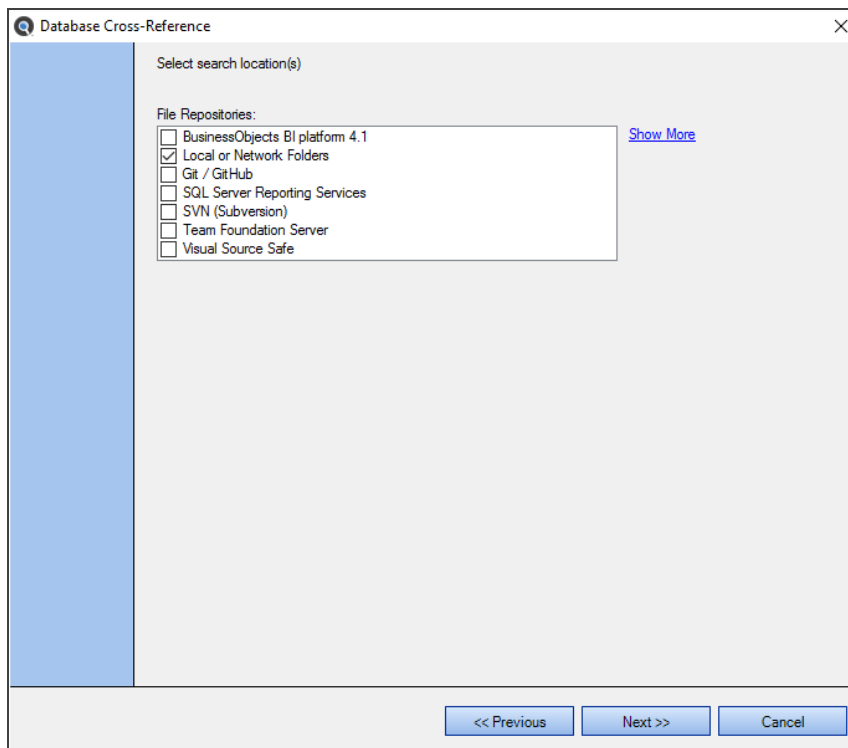 Database Cross-Reference
Select search location(s)
File Repositories:
BusinessObjects BI platform 4.1
Show More
Local or Network Folders
Git / GitHub
SQL Server Reporting Services
SVN (Subversion)
Team Foundation Server
Visual Source Safe
<< Previous
Next >>
Cancel